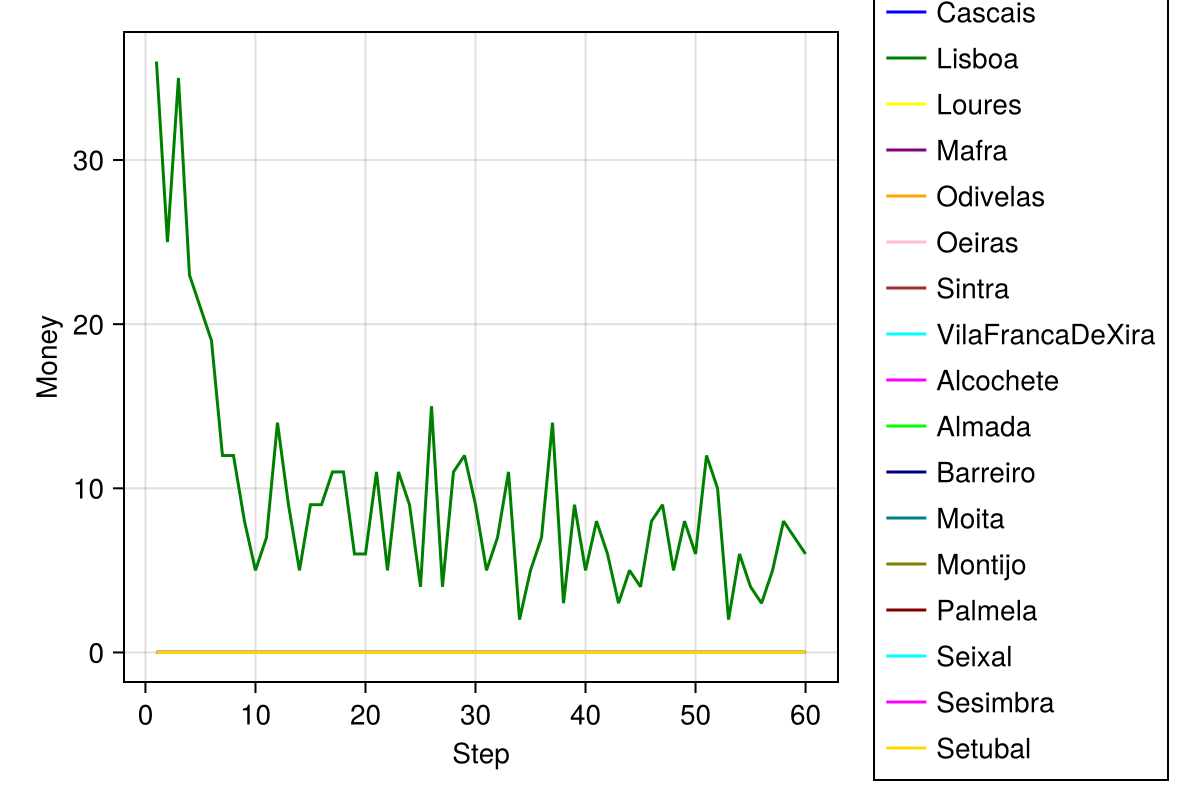 Money
30
20
10
0
0 10 20 30 40 50 60
Step
Cascais
Lisboa
Loures
Mafra
Odivelas
Oeiras
Sintra
VilaFrancaDeXira
Alcochete
Almada
Barreiro
Moita
Montijo
Palmela
Seixal
Sesimbra
Setubal